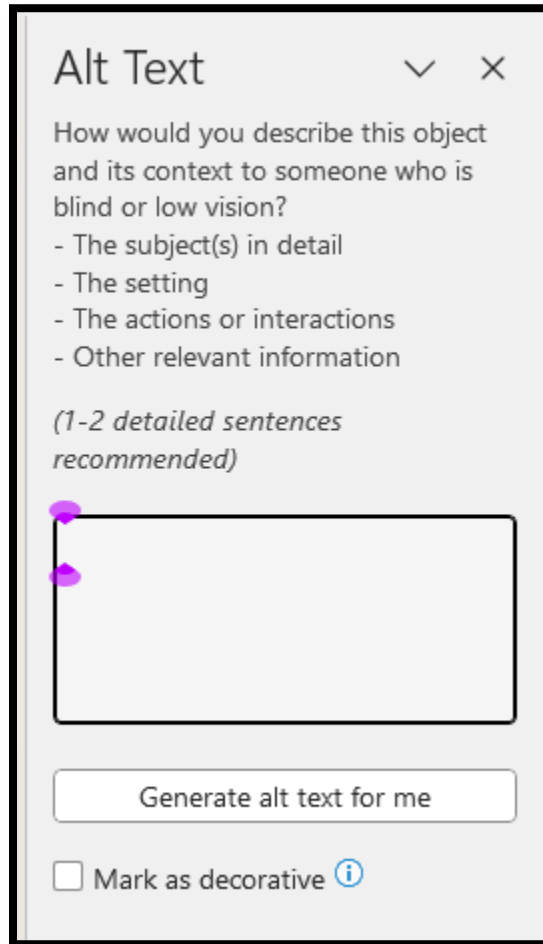 Alt Text
How would you describe this object
and its context to someone who is
blind or low vision?
- The subject(s) in detail
- The setting
- The actions or interactions
- Other relevant information
(1-2 detailed sentences
recommended)
Generate alt text for me
Mark as decorative